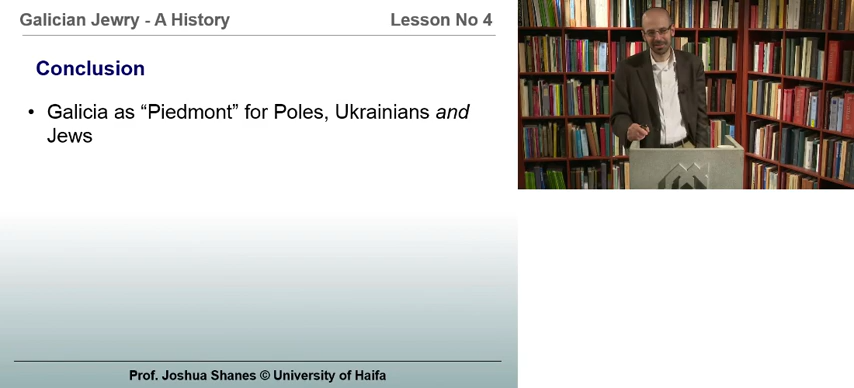 Galician Jewry - A History Lesson No 4
Conclusion
• Galicia as “Piedmont” for Poles, Ukrainians and
Jews
Prof. Joshua Shanes © University of Haifa